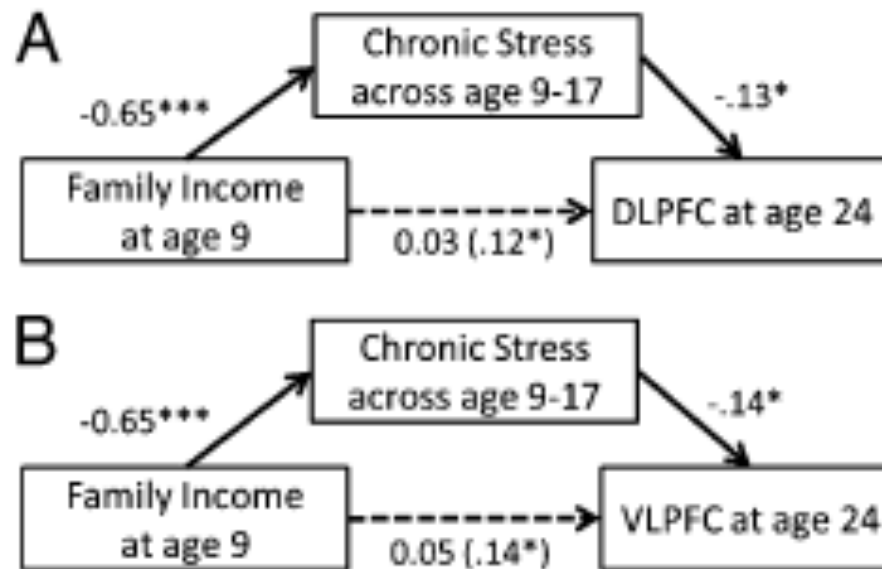 A
Chronic Stress
across age 9-17
-0.65***
-.13*
Family Income
at age 9
DLPFC at age 24
0.03 (.12*)
B
Chronic Stress
across age 9-17
-0.65***
-.14*
Family Income
at age 9
VLPFC at age 24
0.05 (.14*)